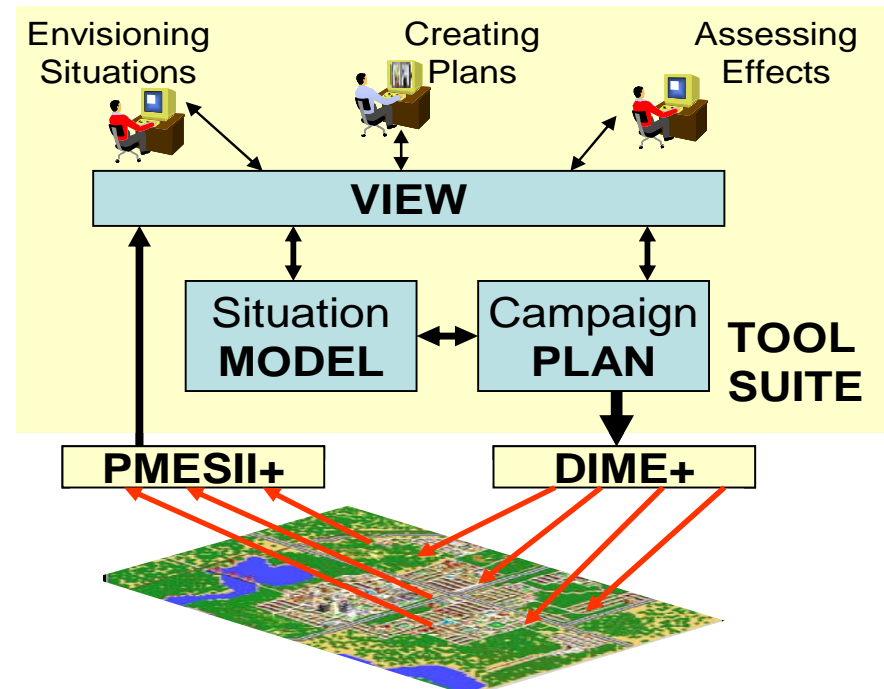 Envisioning
Situations
Creating
Plans
Assessing
Effects
VIEW
Situation
MODEL
Campaign
PLAN
TOOL
SUITE
PMESII+
DIME+